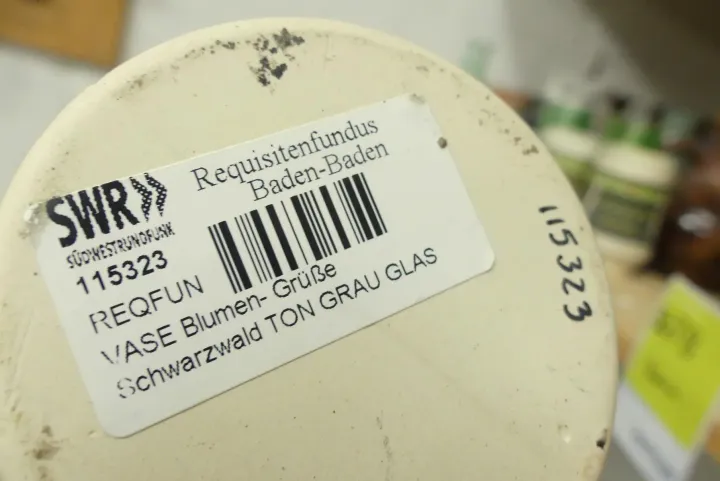 SWR»
SÜDWESTRUNDFUNK
Requisitenfundus
Baden-Baden
115323
REQFUN
VASE Blumen- Grüße
Schwarzwald TON GRAU GLAS
115323